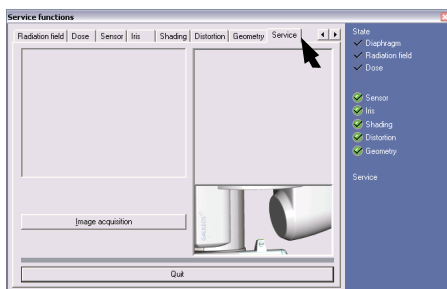 Service functions
Radiation field Dose Sensor Iris Shading Distortion Geometry Service
Image acquisition
Quit
State
Diaphragm
Radiation field
Dose
Sensor
Iris
Shading
Distortion
Geometry
Service
GALILEOS